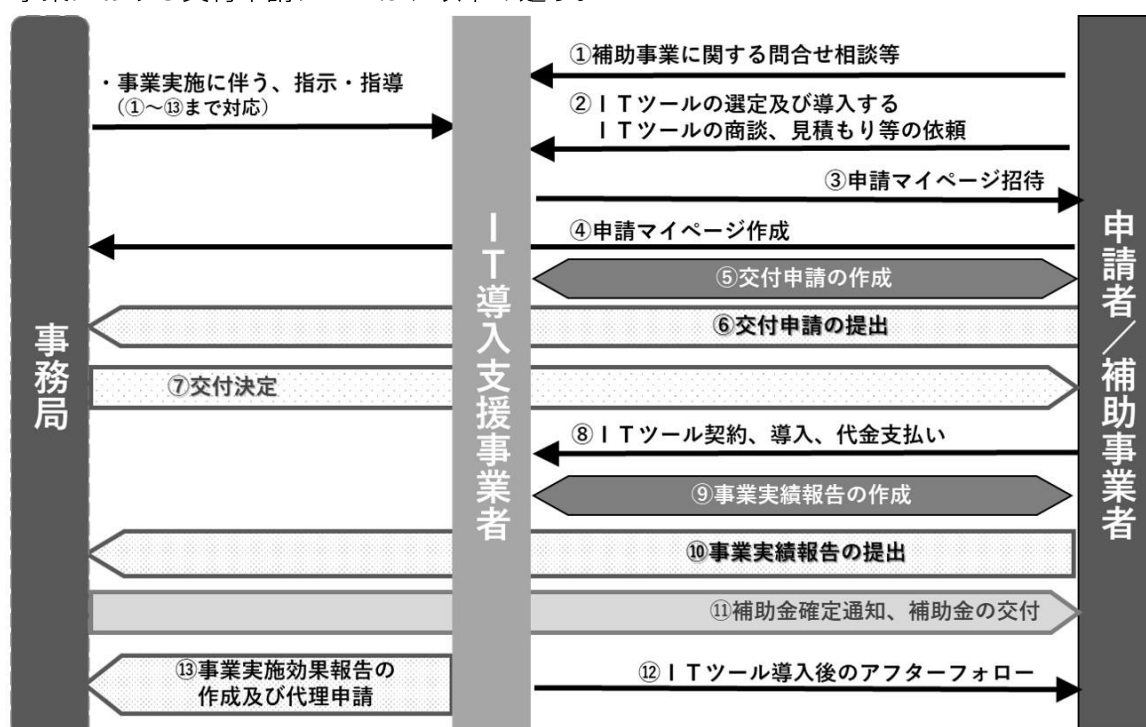 ・事業実施に伴う、指示・指導
（①～⑬まで対応）
①補助事業に関する問合せ相談等
②ＩＴツールの選定及び導入する
ＩＴツールの商談、見積もり等の依頼
③申請マイページ招待
④申請マイページ作成
⑤交付申請の作成
⑥交付申請の提出
⑦交付決定
⑧ＩＴツール契約、導入、代金支払い
⑨事業実績報告の作成
⑩事業実績報告の提出
⑪補助金確定通知、補助金の交付
⑫ＩＴツール導入後のアフターフォロー
⑬事業実施効果報告の
作成及び代理申請
事務局
ＩＴ導入支援事業者
申請者／補助事業者